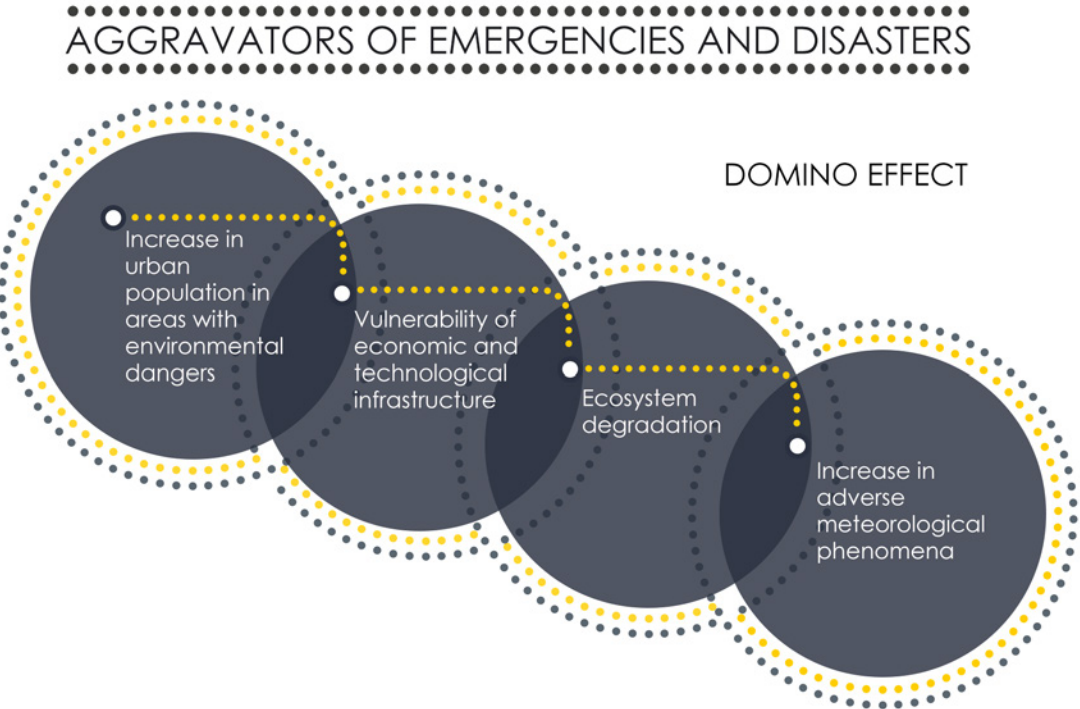 AGGRAVATORS OF EMERGENCIES AND DISASTERS
DOMINO EFFECT
Increase in
urban
population in
areas with
environmental
dangers
Vulnerability of
economic and
technological
infrastructure
Ecosystem
degradation
Increase in
adverse
meteorological
phenomena